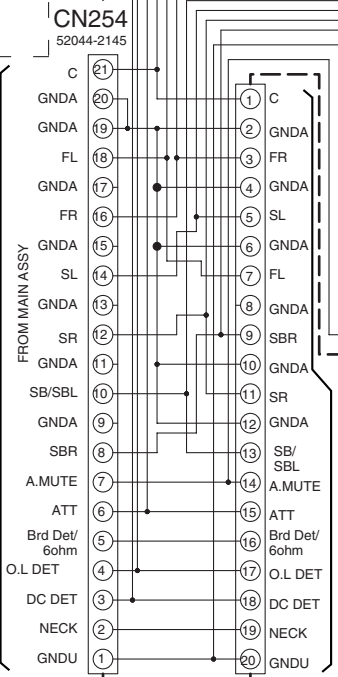 CN254
52044-2145
FROM MAIN ASSY
C 21
GNDA 20
GNDA 19
FL 18
GNDA 17
FR 16
GNDA 15
SL 14
GNDA 13
SR 12
GNDA 11
SB/SBL 10
GNDA 9
SBR 8
A.MUTE 7
ATT 6
Brd Det/
6ohm 5
O.L DET 4
DC DET 3
NECK 2
GNDU 1
1 C
2 GNDA
3 FR
4 GNDA
5 SL
6 GNDA
7 FL
8 GNDA
9 SBR
10 GNDA
11 SR
12 GNDA
13 SB/
SBL
14 A.MUTE
15 ATT
16 Brd Det/
6ohm
17 O.L DET
18 DC DET
19 NECK
20 GNDU